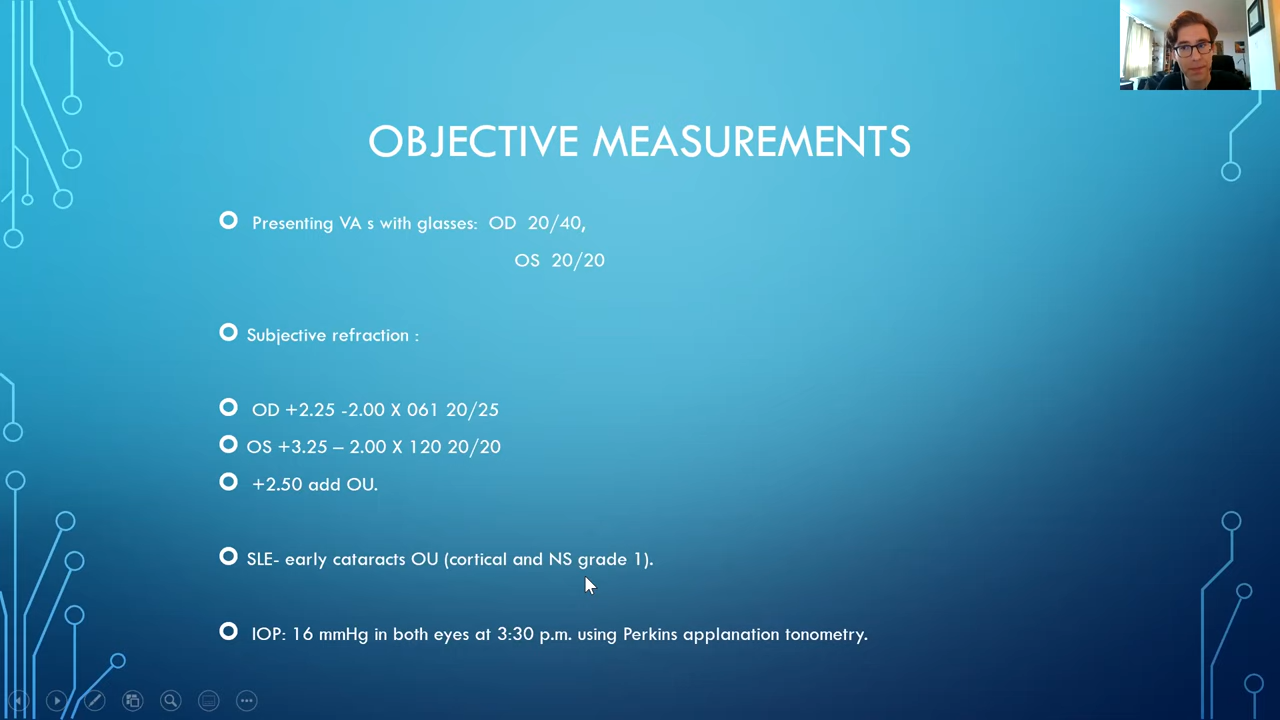 OBJECTIVE MEASUREMENTS
Presenting VA s with glasses: OD 20/40,
OS 20/20
Subjective refraction :
OD +2.25 -2.00 X 061 20/25
OS +3.25 – 2.00 X 120 20/20
+2.50 add OU.
SLE- early cataracts OU (cortical and NS grade 1).
IOP: 16 mmHg in both eyes at 3:30 p.m. using Perkins applanation tonometry.